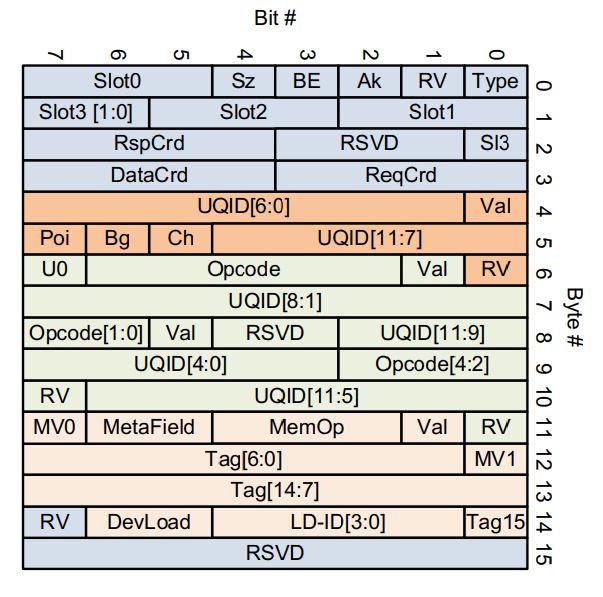 Bit #
7 6 5 4 3 2 1 0
Slot0 Sz BE Ak RV Type 0
Slot3 [1:0] Slot2 Slot1 1
RspCrd RSVD Sl3 2
DataCrd ReqCrd 3
UQID[6:0] Val 4
Poi Bg Ch UQID[11:7] 5
U0 Opcode Val RV 6
UQID[8:1] 7
Opcode[1:0] Val RSVD UQID[11:9] 8
UQID[4:0] Opcode[4:2] 9
RV UQID[11:5] 10
MV0 MetaField MemOp Val RV 11
Tag[6:0] MV1 12
Tag[14:7] 13
RV DevLoad LD-ID[3:0] Tag15 14
RSVD 15
Byte #